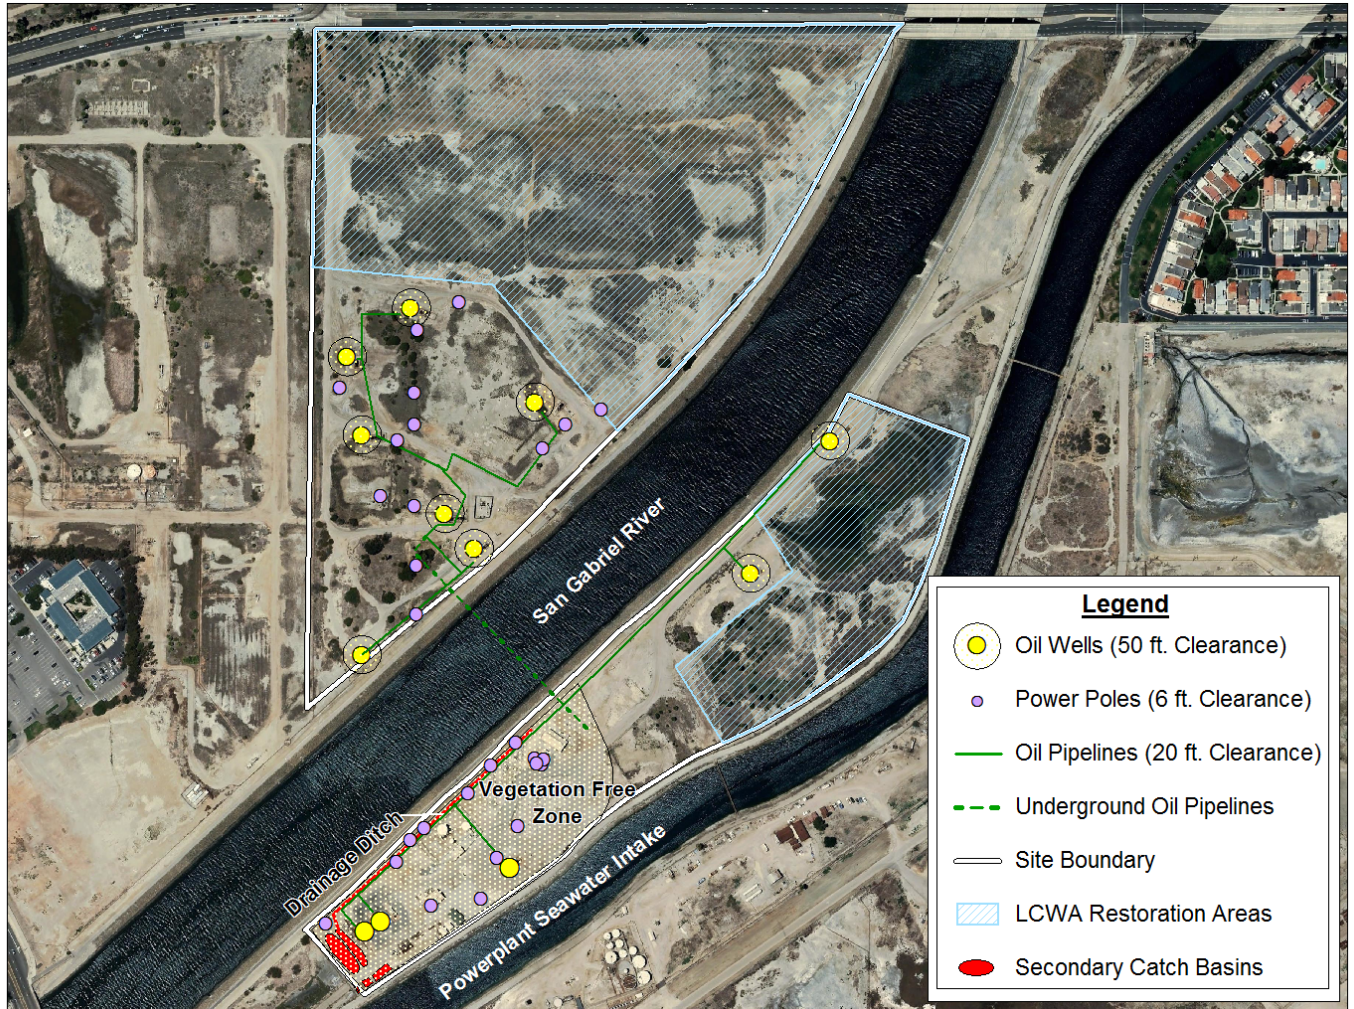 San Gabriel River
Vegetation Free
Zone
Drainage Ditch
Powerplant Seawater Intake
Legend
Oil Wells (50 ft. Clearance)
Power Poles (6 ft. Clearance)
Oil Pipelines (20 ft. Clearance)
Underground Oil Pipelines
Site Boundary
LCWA Restoration Areas
Secondary Catch Basins